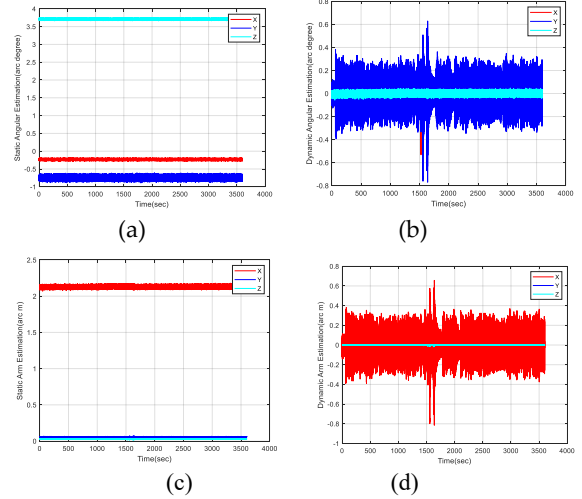 4
3.5
3
2.5
2
1.5
1
0.5
0
-0.5
-1
Static Angular Estimation(arc degree)
X
Y
Z
0 500 1000 1500 2000 2500 3000 3500 4000
Time(sec)
(a)
0.8
0.6
0.4
0.2
0
-0.2
-0.4
-0.6
-0.8
Dynamic Angular Estimation(arc degree)
X
Y
Z
0 500 1000 1500 2000 2500 3000 3500 4000
Time(sec)
(b)
2.5
2
1.5
1
0.5
0
Static Arm Estimation(arc m)
X
Y
Z
0 500 1000 1500 2000 2500 3000 3500 4000
Time(sec)
(c)
0.8
0.6
0.4
0.2
0
-0.2
-0.4
-0.6
-0.8
-1
Dynamic Arm Estimation(arc m)
X
Y
Z
0 500 1000 1500 2000 2500 3000 3500 4000
Time(sec)
(d)